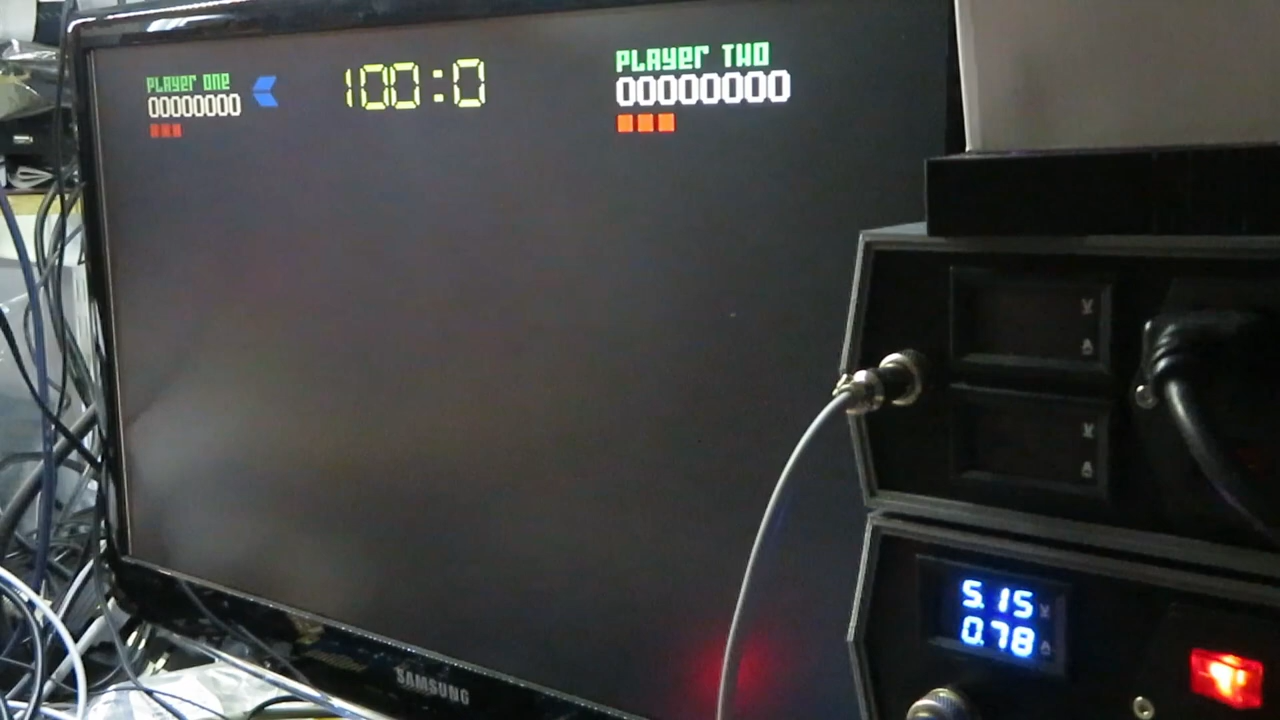 PLAYER ONE
00000000
100:0
PLAYER TWO
00000000
V
A
V
A
5.15 V
0.78 A
SAMSUNG